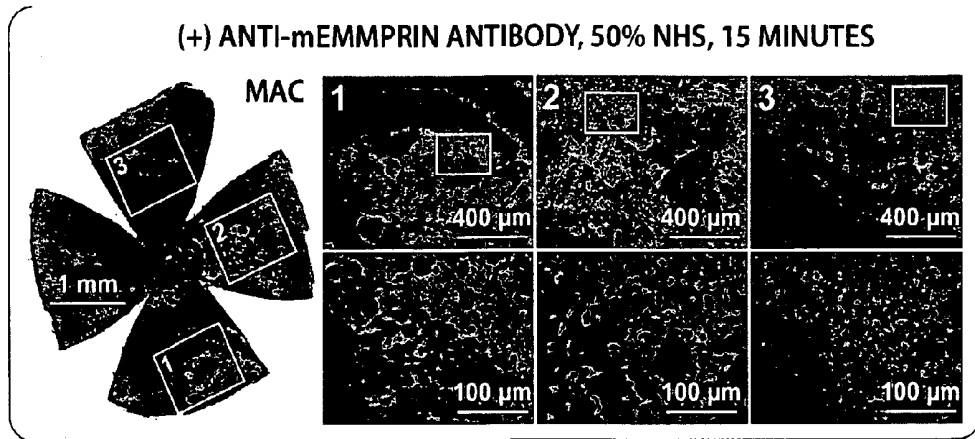 (+) ANTI-mEMMPRIN ANTIBODY, 50% NHS, 15 MINUTES
MAC
1
2
3
400 µm
400 µm
400 µm
3
2
1 mm
1
100 µm
100 µm
100 µm